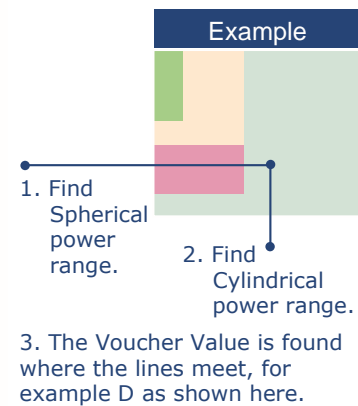 Example
1. Find
Spherical
power
range.
2. Find
Cylindrical
power range.
3. The Voucher Value is found
where the lines meet, for
example D as shown here.